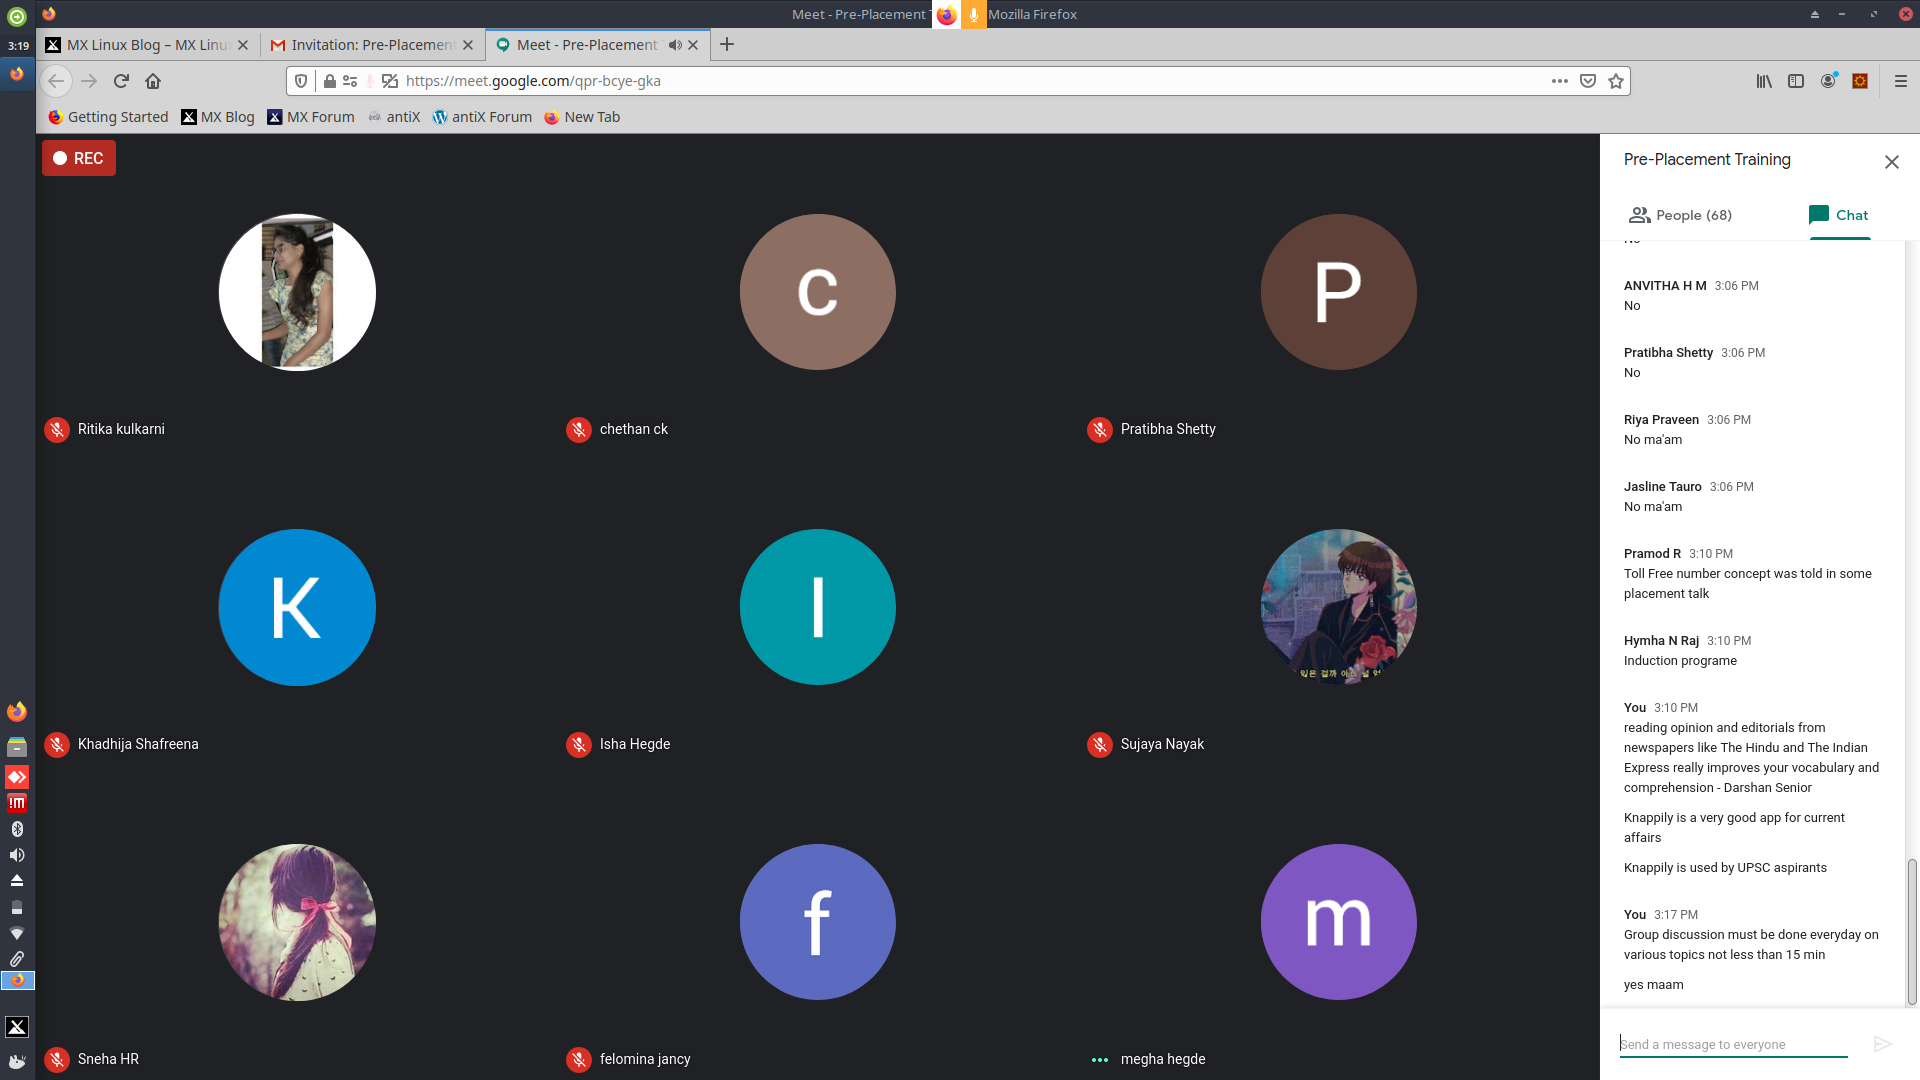 Meet - Pre-Placement
Mozilla Firefox
3:19
MX Linux Blog – MX Linu
Invitation: Pre-Placement
Meet - Pre-Placement
https://meet.google.com/qpr-bcye-gka
Getting Started
MX Blog
MX Forum
antiX
antiX Forum
New Tab
REC
c
P
Ritika kulkarni
chethan ck
Pratibha Shetty
K
I
Khadhija Shafreena
Isha Hegde
Sujaya Nayak
f
m
Sneha HR
felomina jancy
megha hegde
Pre-Placement Training
People (68)
Chat
No
ANVITHA H M 3:06 PM
No
Pratibha Shetty 3:06 PM
No
Riya Praveen 3:06 PM
No ma'am
Jasline Tauro 3:06 PM
No ma'am
Pramod R 3:10 PM
Toll Free number concept was told in some
placement talk
Hymha N Raj 3:10 PM
Induction programe
You 3:10 PM
reading opinion and editorials from
newspapers like The Hindu and The Indian
Express really improves your vocabulary and
comprehension - Darshan Senior
Knappily is a very good app for current
affairs
Knappily is used by UPSC aspirants
You 3:17 PM
Group discussion must be done everyday on
various topics not less than 15 min
yes maam
Send a message to everyone